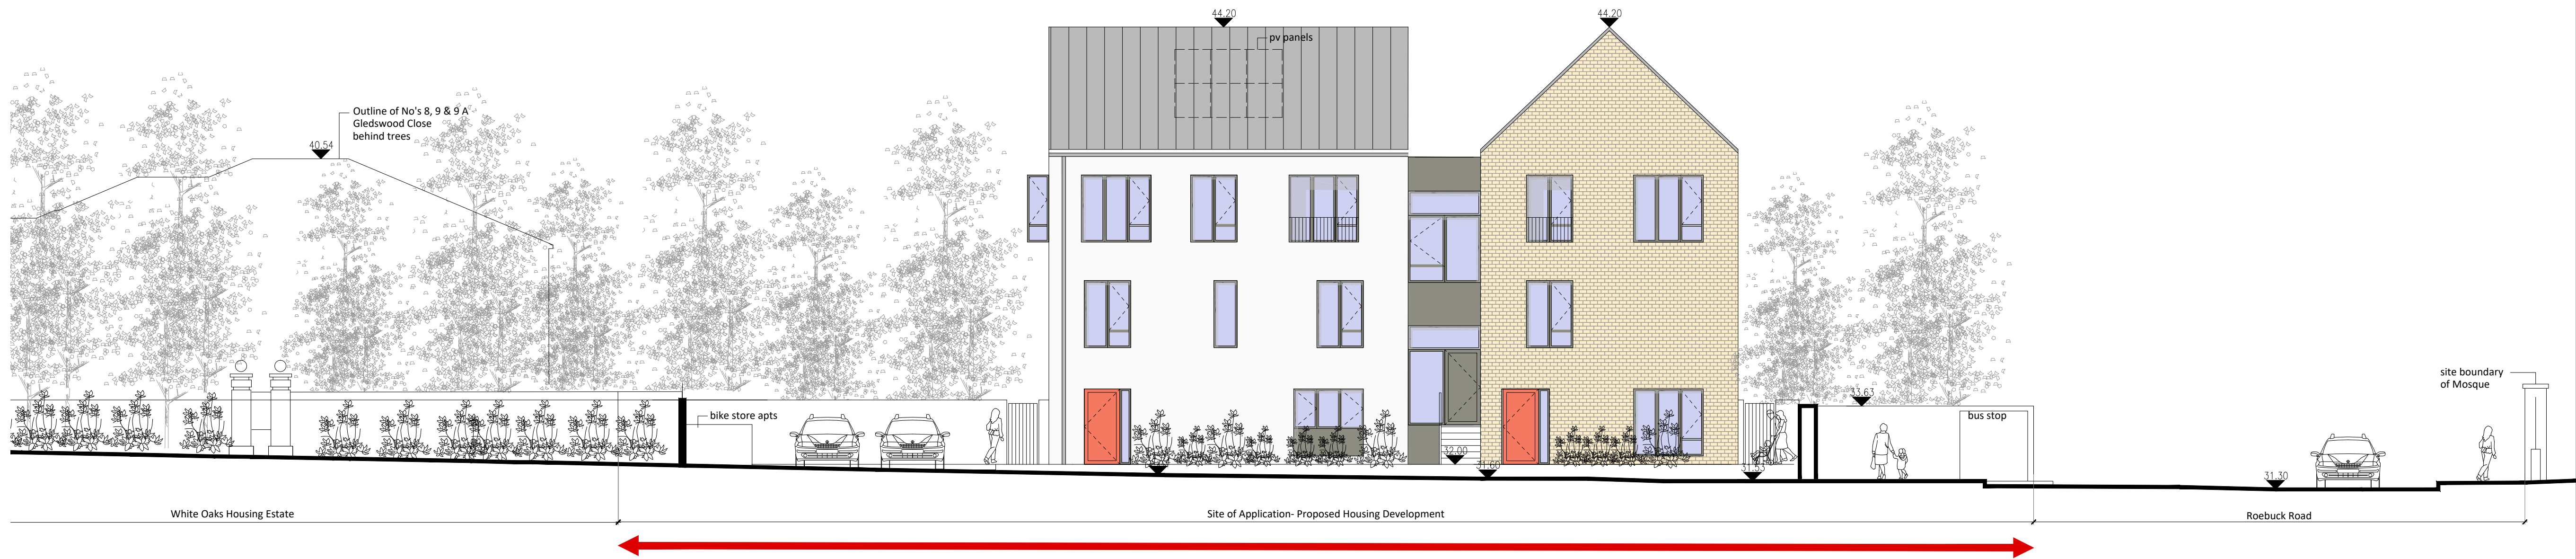 44.20
44.20
pv panels
Outline of No's 8, 9 & 9 A
Gledswood Close
behind trees
40.54
site boundary
of Mosque
33.63
bike store apts
bus stop
32.00
31.30
White Oaks Housing Estate
Site of Application- Proposed Housing Development
Roebuck Road